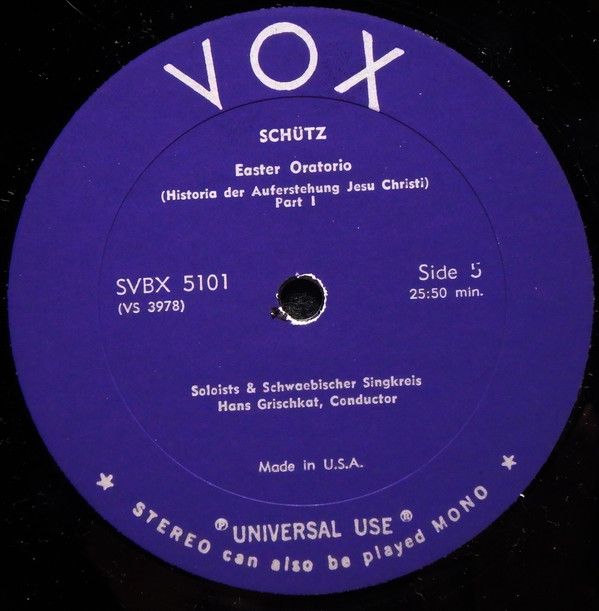 VOX
SCHÜTZ
Easter Oratorio
(Historia der Auferstehung Jesu Christi)
Part I
SVBX 5101
(VS 3978)
Side 5
25:50 min.
Soloists & Schwaebischer Singkreis
Hans Grischkat, Conductor
Made in U.S.A.
℗ UNIVERSAL USE ®
★ STEREO can also be played MONO ★